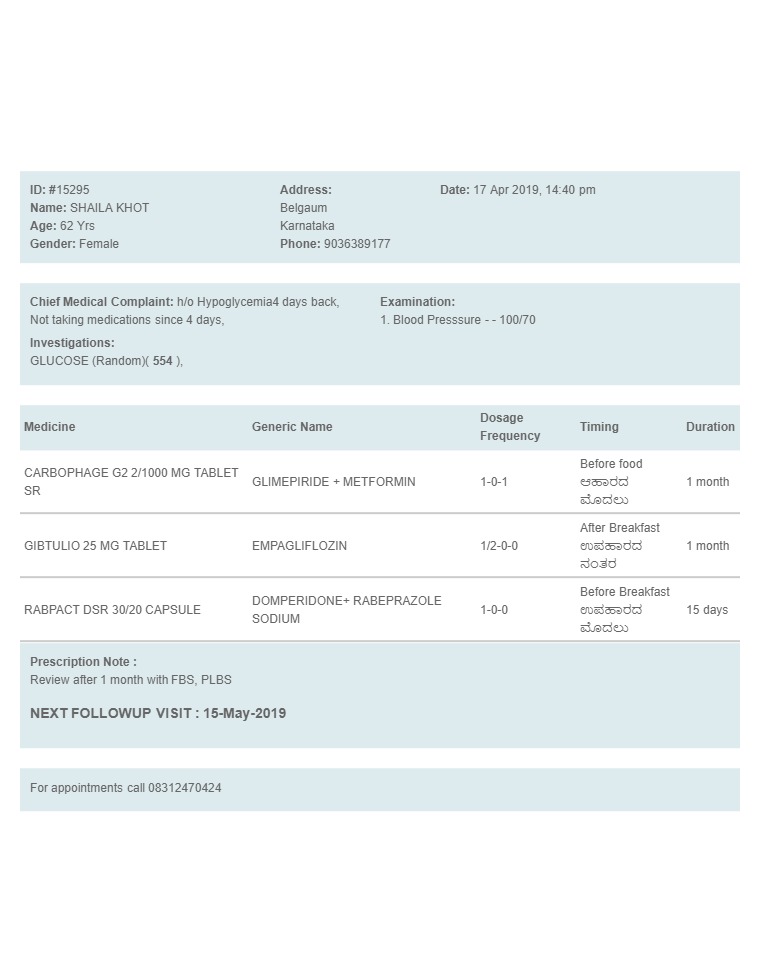 ID: #15295
Name: SHAILA KHOT
Age: 62 Yrs
Gender: Female
Address:
Belgaum
Karnataka
Phone: 9036389177
Date: 17 Apr 2019, 14:40 pm
Chief Medical Complaint: h/o Hypoglycemia4 days back,
Not taking medications since 4 days,
Investigations:
GLUCOSE (Random)( 554 ),
Examination:
1. Blood Presssure - - 100/70
Medicine Generic Name Dosage Frequency Timing Duration
CARBOPHAGE G2 2/1000 MG TABLET SR GLIMEPIRIDE + METFORMIN 1-0-1 Before food ಆಹಾರದ ಮೊದಲು 1 month
GIBTULIO 25 MG TABLET EMPAGLIFLOZIN 1/2-0-0 After Breakfast ಉಪಹಾರದ ನಂತರ 1 month
RABPACT DSR 30/20 CAPSULE DOMPERIDONE+ RABEPRAZOLE SODIUM 1-0-0 Before Breakfast ಉಪಹಾರದ ಮೊದಲು 15 days
Prescription Note :
Review after 1 month with FBS, PLBS
NEXT FOLLOWUP VISIT : 15-May-2019
For appointments call 08312470424